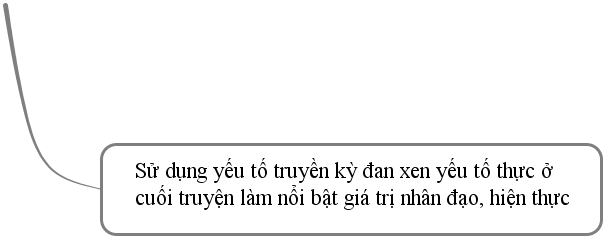 Sử dụng yếu tố truyền kỳ đan xen yếu tố thực ở
cuối truyện làm nổi bật giá trị nhân đạo, hiện thực